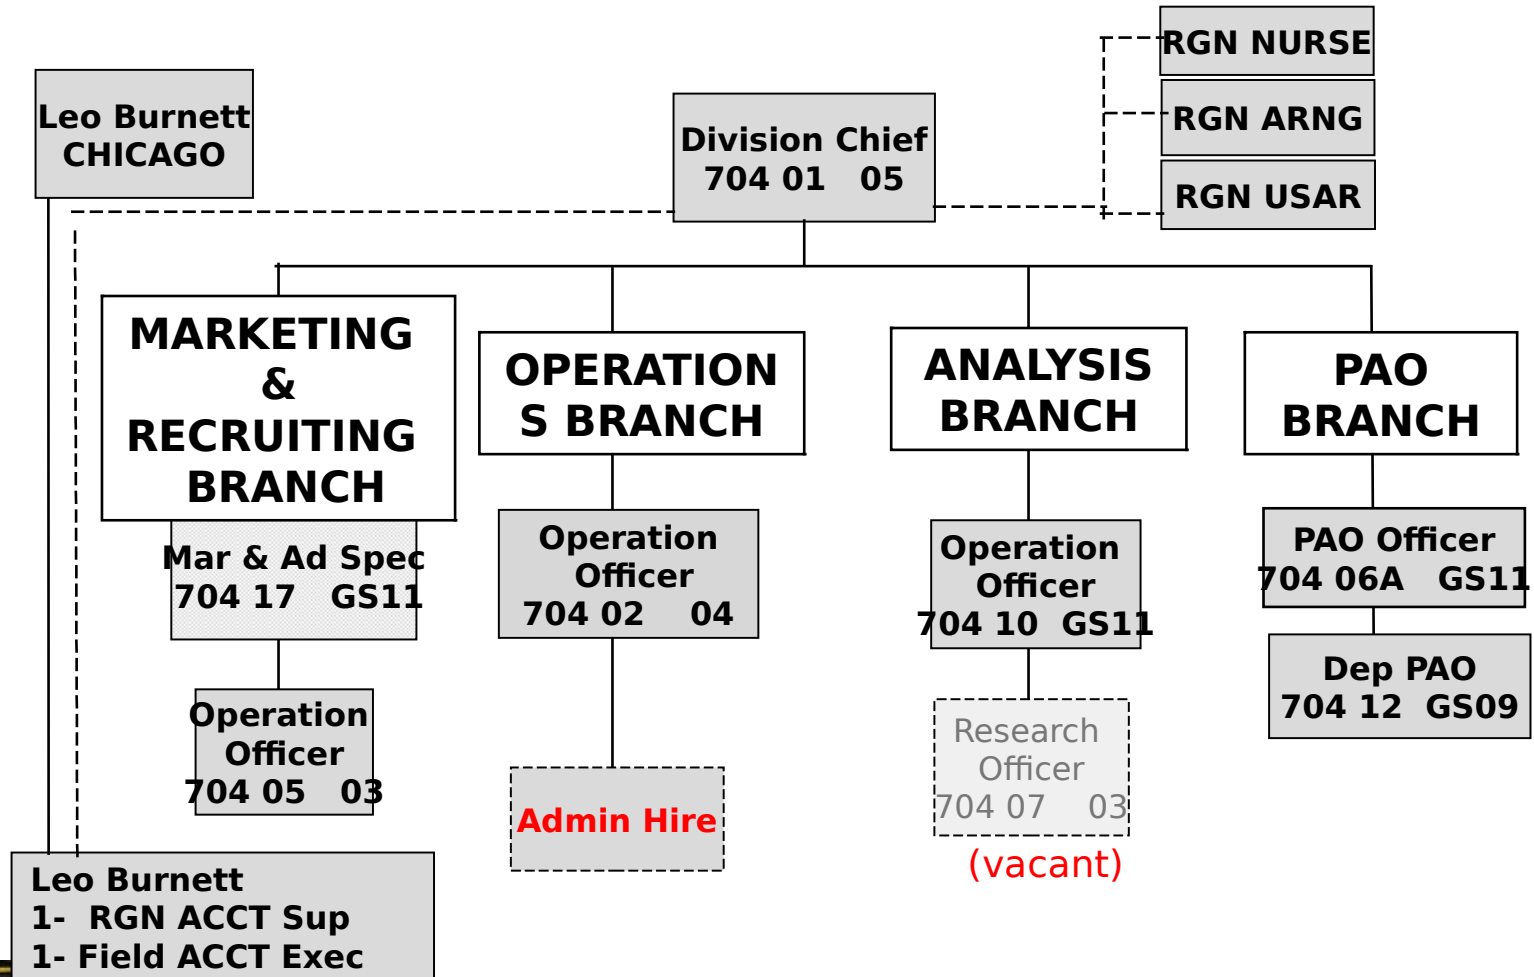 RGN NURSE
RGN ARNG
RGN USAR
Leo Burnett
CHICAGO
Division Chief
704 01 05
MARKETING
&
RECRUITING
BRANCH
OPERATION
S BRANCH
ANALYSIS
BRANCH
PAO
BRANCH
Mar & Ad Spec
704 17 GS11
Operation
Officer
704 02 04
Operation
Officer
704 10 GS11
PAO Officer
704 06A GS11
Operation
Officer
704 05 03
Admin Hire
Research
Officer
704 07 03
(vacant)
Dep PAO
704 12 GS09
Leo Burnett
1- RGN ACCT Sup
1- Field ACCT Exec